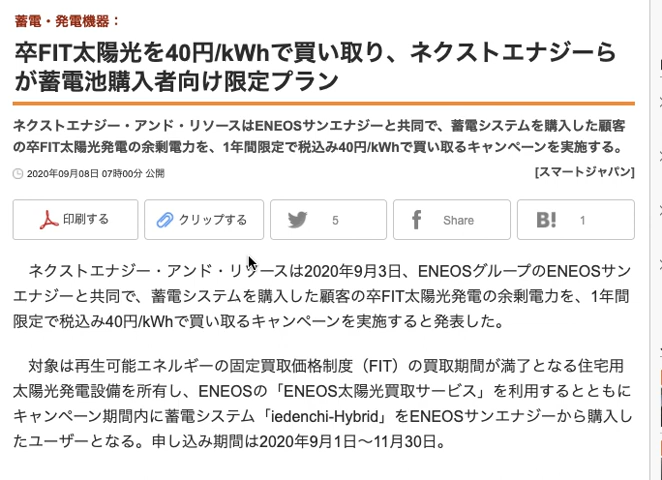 蓄電・発電機器：
卒FIT太陽光を40円/kWhで買い取り、ネクストエナジーら
が蓄電池購入者向け限定プラン
ネクストエナジー・アンド・リソースはENEOSサンエナジーと共同で、蓄電システムを購入した顧客
の卒FIT太陽光発電の余剰電力を、1年間限定で税込み40円/kWhで買い取るキャンペーンを実施する。
2020年09月08日 07時00分 公開
[スマートジャパン]
印刷する
クリップする
5
Share
B! 1
ネクストエナジー・アンド・リソースは2020年9月3日、ENEOSグループのENEOSサン
エナジーと共同で、蓄電システムを購入した顧客の卒FIT太陽光発電の余剰電力を、1年間
限定で税込み40円/kWhで買い取るキャンペーンを実施すると発表した。
対象は再生可能エネルギーの固定買取価格制度（FIT）の買取期間が満了となる住宅用
太陽光発電設備を所有し、ENEOSの「ENEOS太陽光買取サービス」を利用するとともに
キャンペーン期間内に蓄電システム「iedenchi-Hybrid」をENEOSサンエナジーから購入し
たユーザーとなる。申し込み期間は2020年9月1日～11月30日。